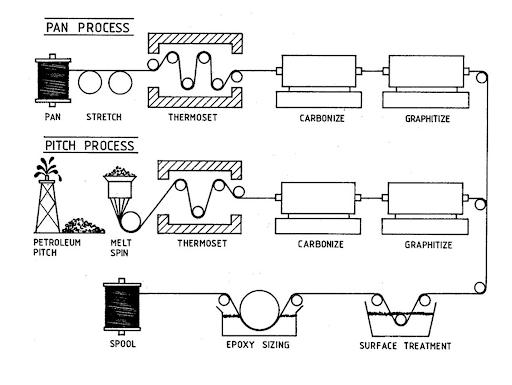 PAN PROCESS
PAN STRETCH THERMOSET CARBONIZE GRAPHITIZE
PITCH PROCESS
PETROLEUM PITCH
MELT SPIN
THERMOSET CARBONIZE GRAPHITIZE
SPOOL EPOXY SIZING SURFACE TREATMENT